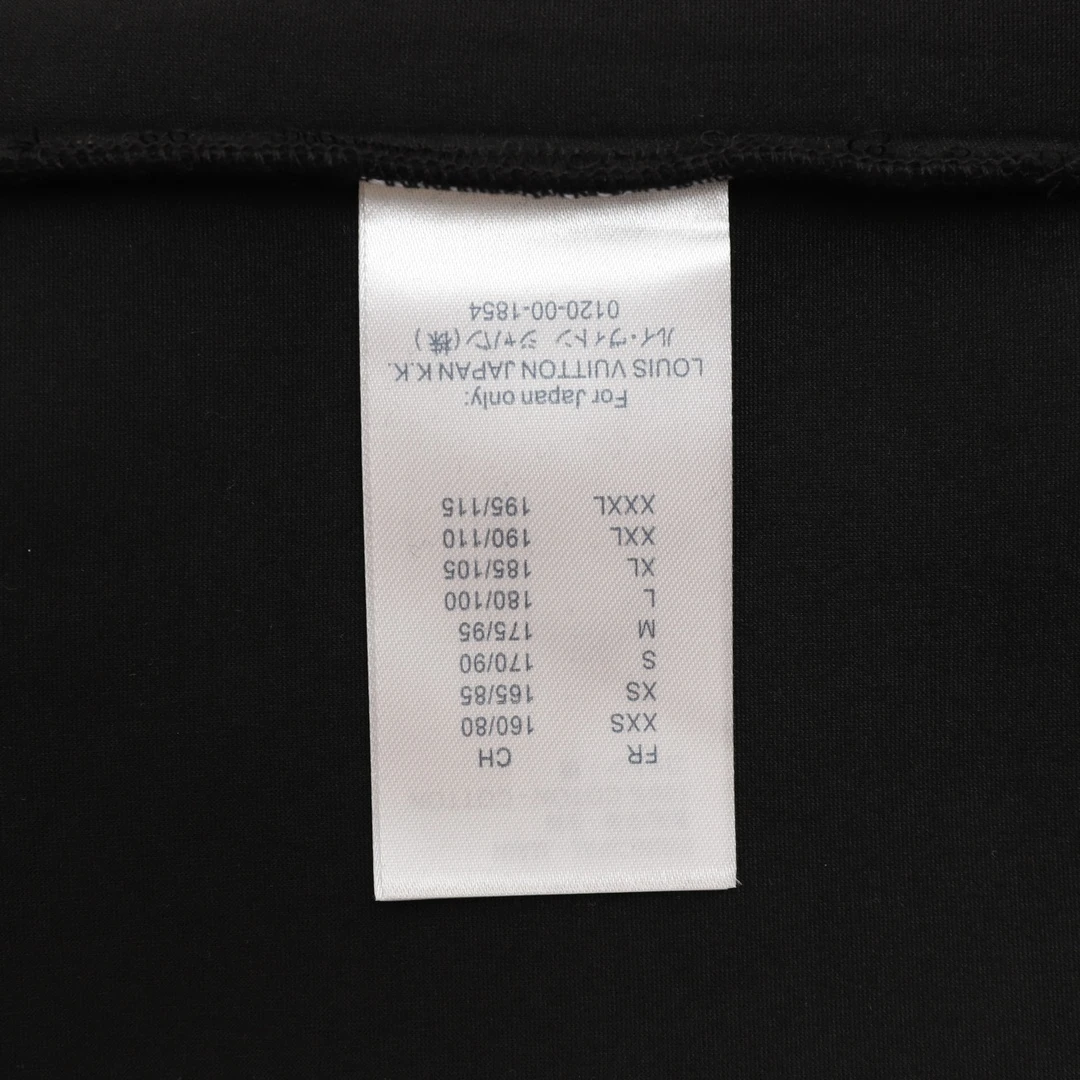 FR CH
XXS 160/80
XS 165/85
S 170/90
M 175/95
L 180/100
XL 185/105
XXL 190/110
XXXL 195/115
For Japan only:
LOUIS VUITTON JAPAN K.K.
ルイ・ヴィトン ジャパン(株)
0120-00-1854